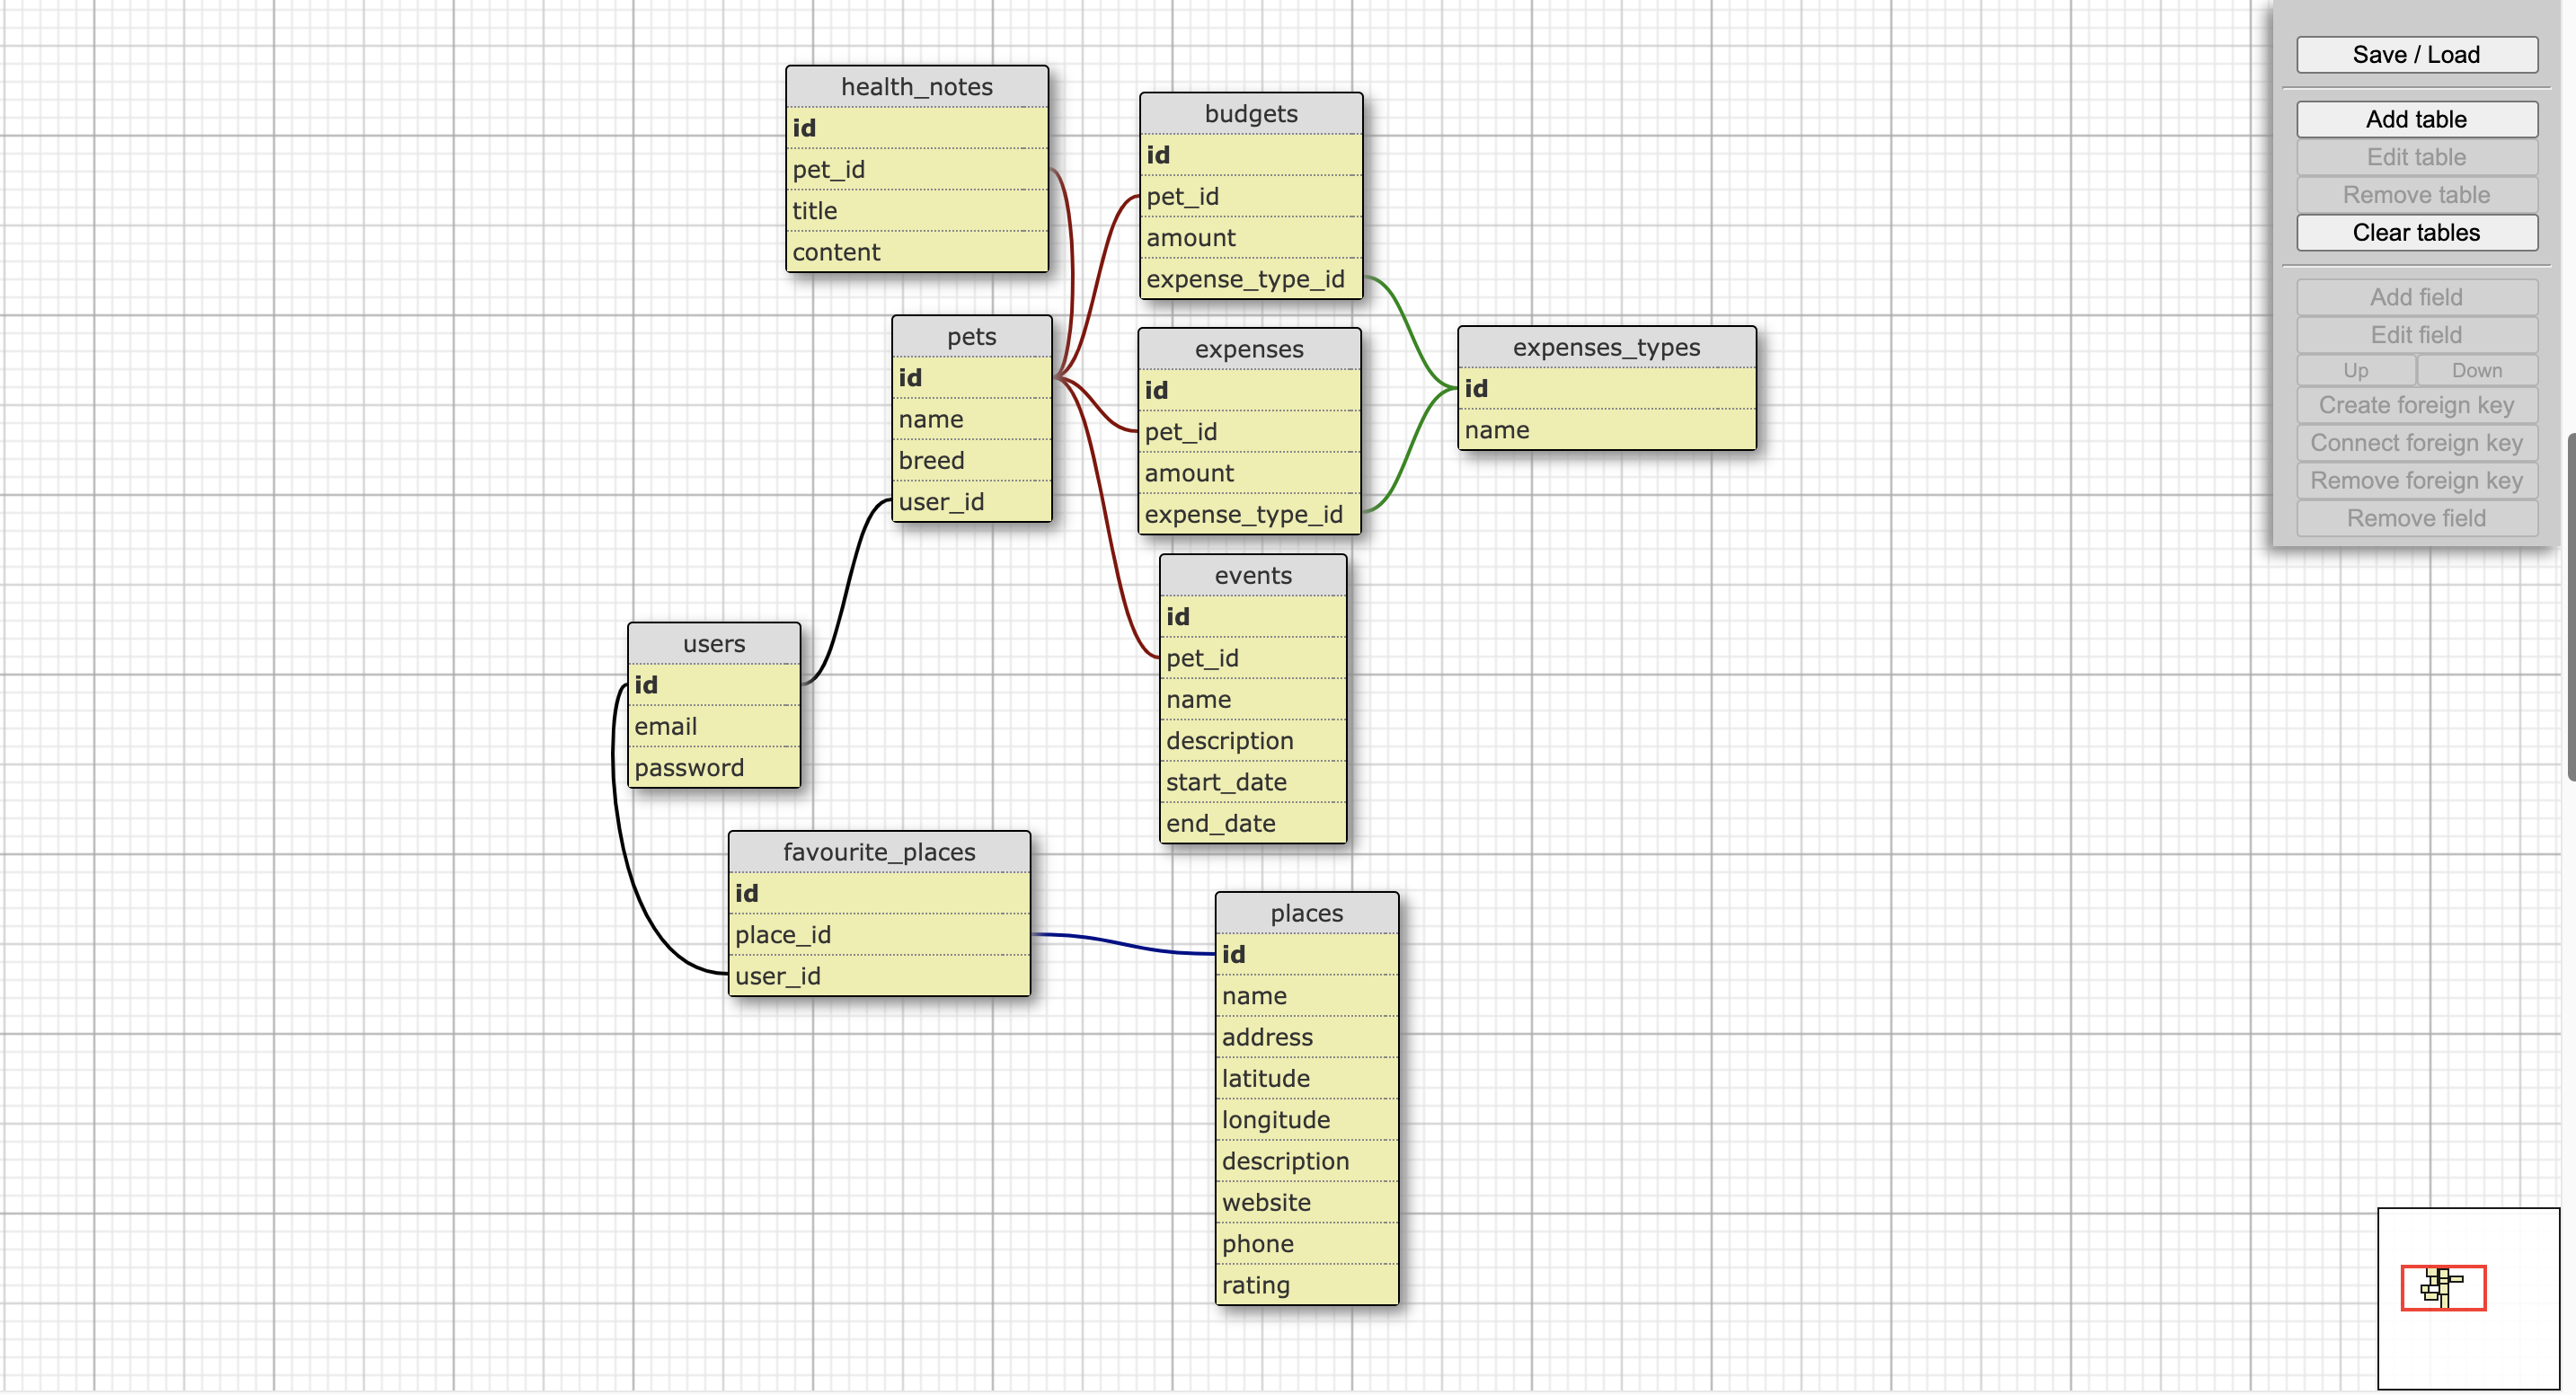 health_notes
id
pet_id
title
content
budgets
id
pet_id
amount
expense_type_id
pets
id
name
breed
user_id
expenses
id
pet_id
amount
expense_type_id
expenses_types
id
name
events
id
pet_id
name
description
start_date
end_date
users
id
email
password
favourite_places
id
place_id
user_id
places
id
name
address
latitude
longitude
description
website
phone
rating
Save / Load
Add table
Edit table
Remove table
Clear tables
Add field
Edit field
Up Down
Create foreign key
Connect foreign key
Remove foreign key
Remove field